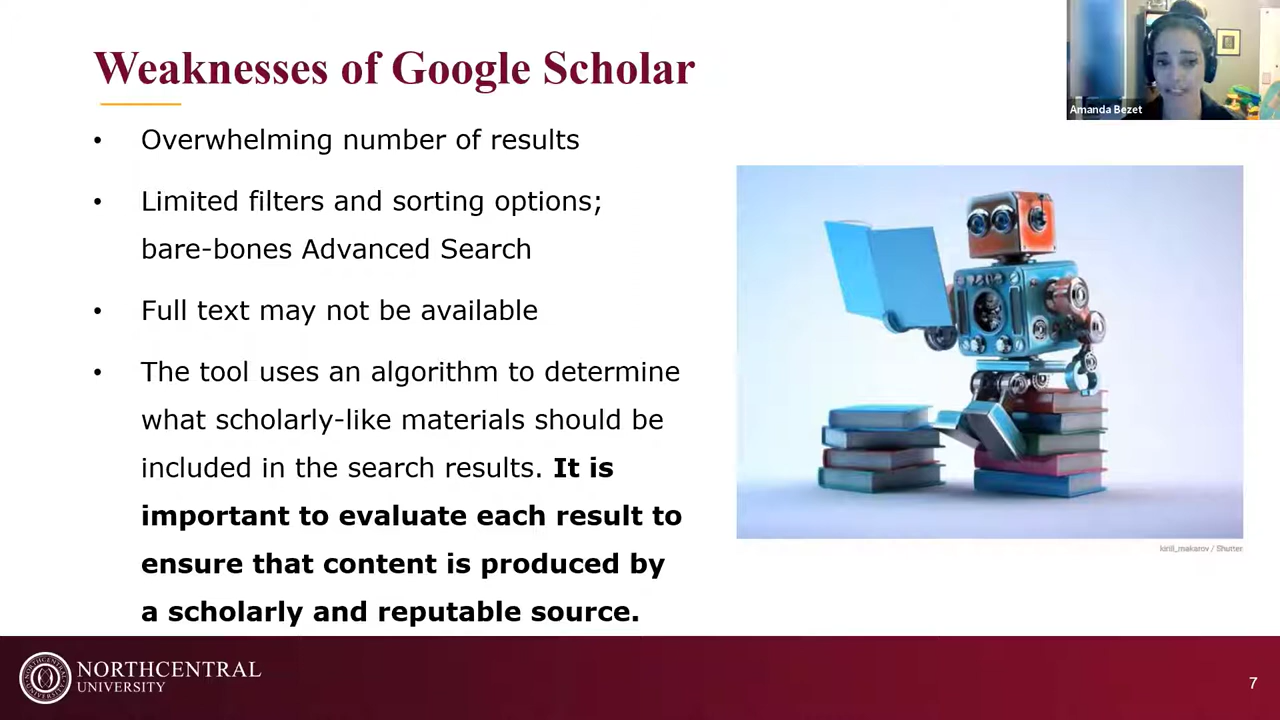 Weaknesses of Google Scholar
Amanda Bezet
• Overwhelming number of results
• Limited filters and sorting options;
bare-bones Advanced Search
• Full text may not be available
• The tool uses an algorithm to determine
what scholarly-like materials should be
included in the search results. It is
important to evaluate each result to
ensure that content is produced by
a scholarly and reputable source.
kirill_makarov / Shutter
NORTHCENTRAL
UNIVERSITY
7